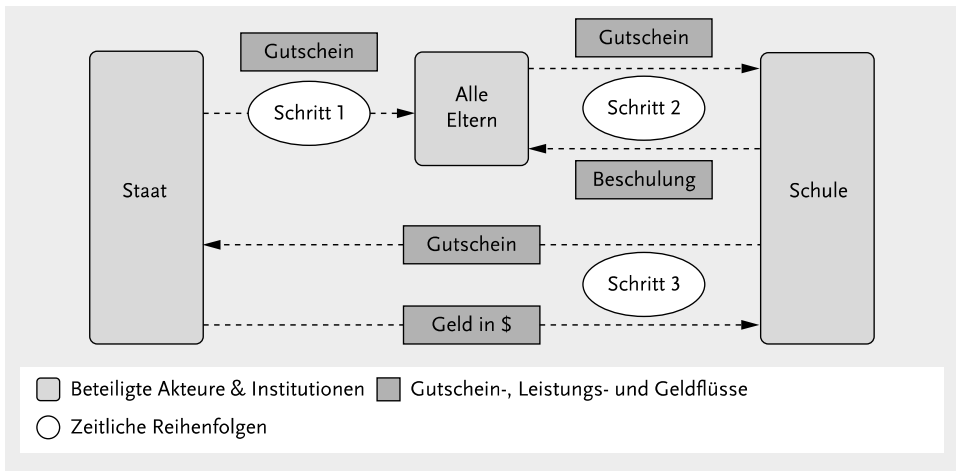 Gutschein
Gutschein
Schritt 1
Alle
Eltern
Schritt 2
Beschulung
Staat
Schule
Gutschein
Schritt 3
Geld in $
Beteiligte Akteure & Institutionen
Gutschein-, Leistungs- und Geldflüsse
Zeitliche Reihenfolgen